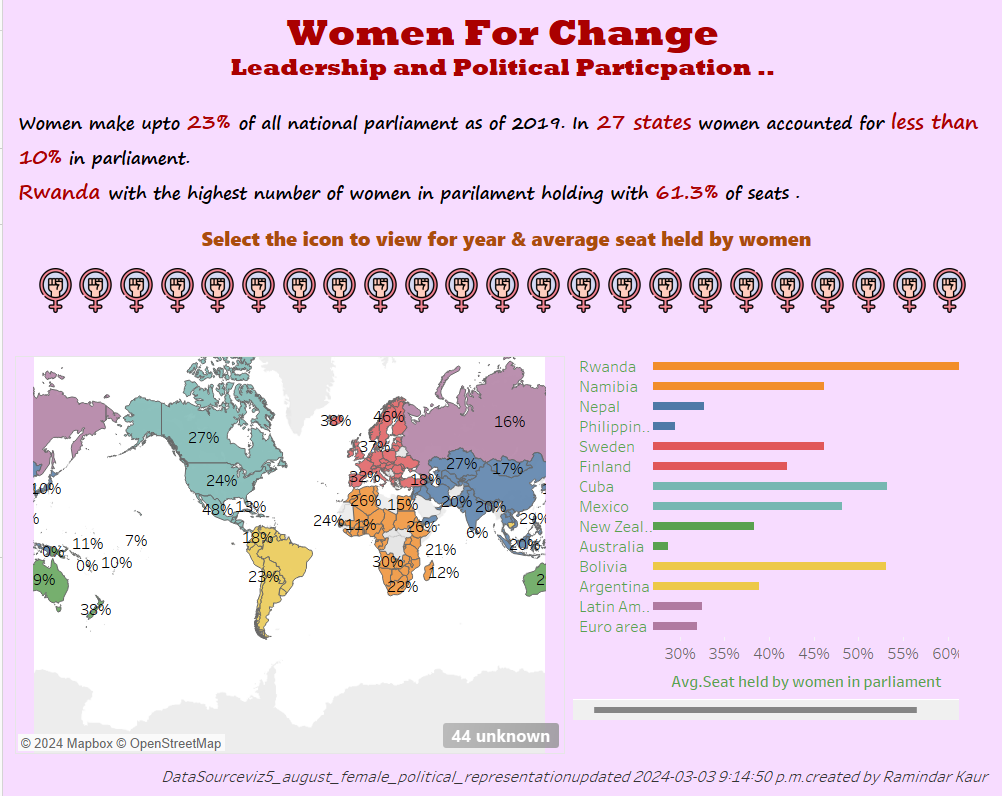 Women For Change
Leadership and Political Particpation ..
Women make upto 23% of all national parliament as of 2019. In 27 states women accounted for less than
10% in parliament.
Rwanda with the highest number of women in parilament holding with 61.3% of seats .
Select the icon to view for year & average seat held by women
38%
46%
16%
27%
37%
27%
17%
24%
32%
18%
10%
48%
13%
26%
15%
20%
20%
24%
11%
26%
29%
6%
7%
11%
18%
20%
0%
21%
0%
10%
30%
12%
9%
23%
22%
2
38%
44 unknown
© 2024 Mapbox © OpenStreetMap
Rwanda
Namibia
Nepal
Philippin..
Sweden
Finland
Cuba
Mexico
New Zeal..
Australia
Bolivia
Argentina
Latin Am..
Euro area
30% 35% 40% 45% 50% 55% 60%
Avg.Seat held by women in parliament
DataSourceviz5_august_female_political_representationupdated 2024-03-03 9:14:50 p.m.created by Ramindar Kaur